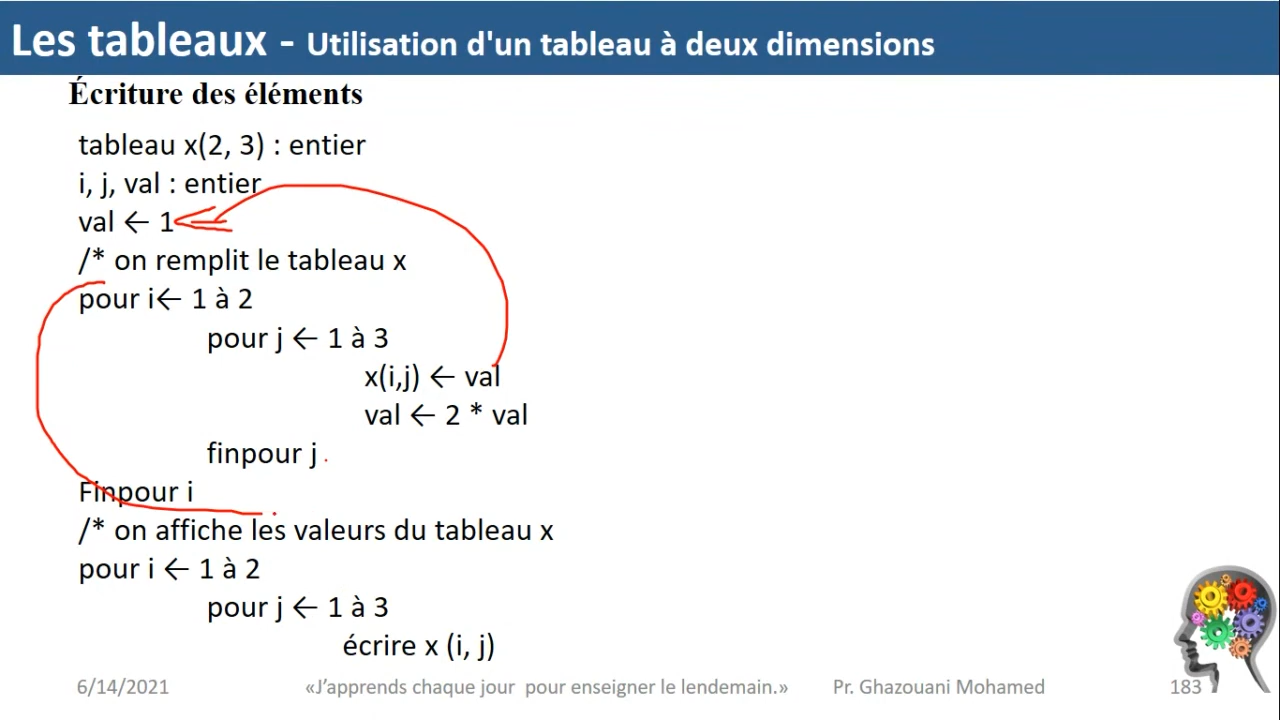 Les tableaux - Utilisation d'un tableau à deux dimensions
Écriture des éléments
tableau x(2, 3) : entier
i, j, val : entier
val ← 1
/* on remplit le tableau x
pour i← 1 à 2
pour j ← 1 à 3
x(i,j) ← val
val ← 2 * val
finpour j
Finpour i
/* on affiche les valeurs du tableau x
pour i ← 1 à 2
pour j ← 1 à 3
écrire x (i, j)
6/14/2021 «J’apprends chaque jour pour enseigner le lendemain.» Pr. Ghazouani Mohamed 183